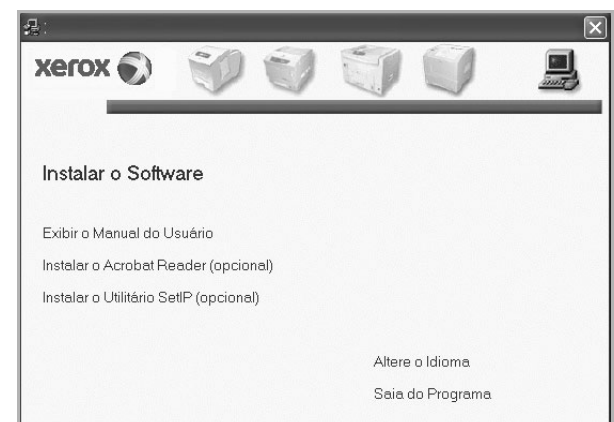 xerox
Instalar o Software
Exibir o Manual do Usuário
Instalar o Acrobat Reader (opcional)
Instalar o Utilitário SetIP (opcional)
Altere o Idioma
Saia do Programa